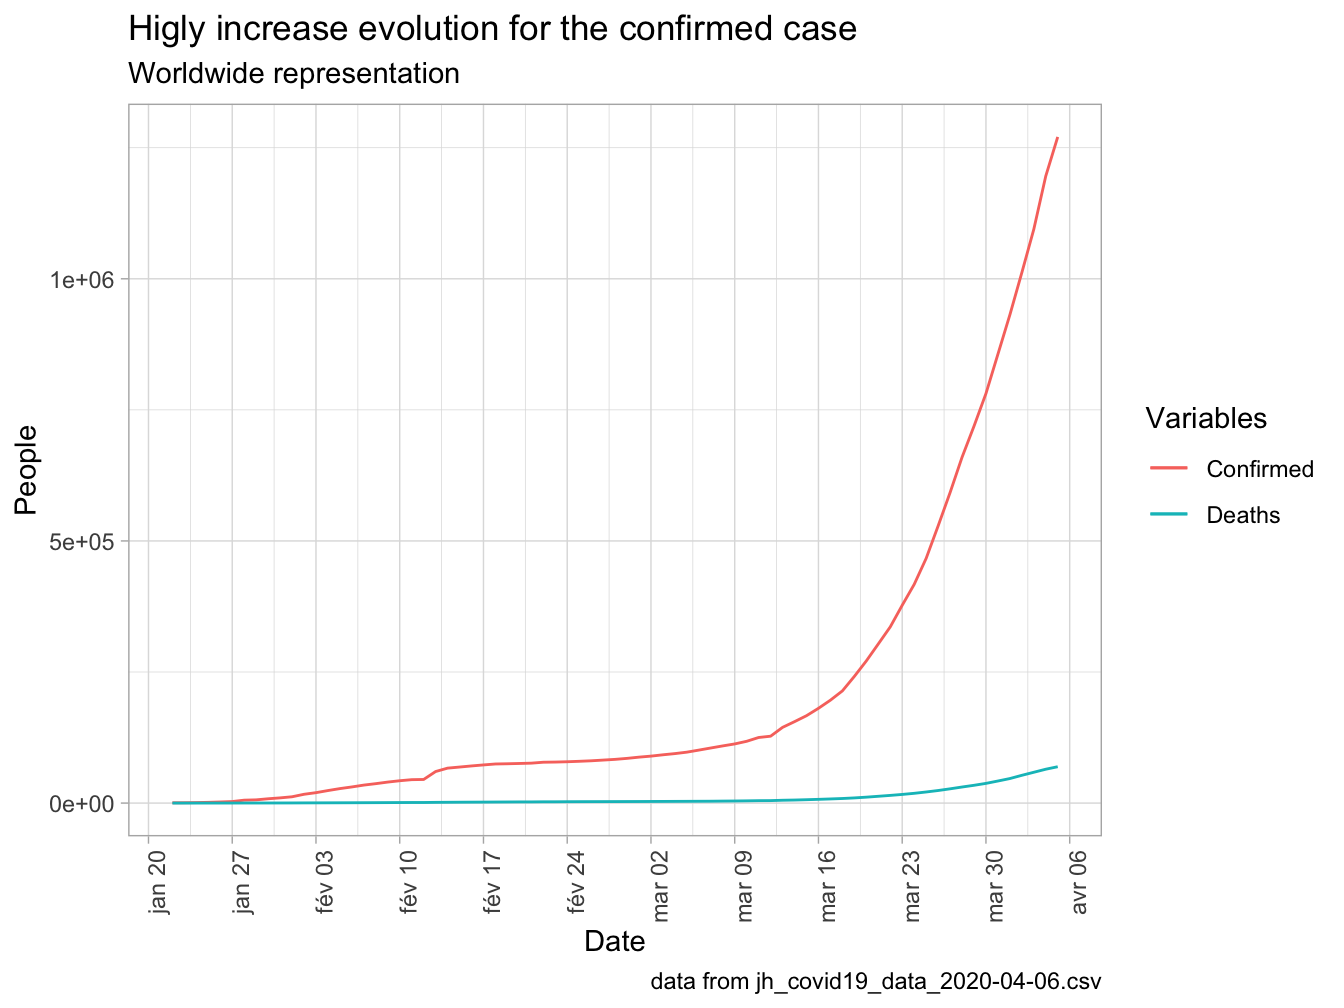 Higly increase evolution for the confirmed case
Worldwide representation
People
1e+06
5e+05
0e+00
jan 20
jan 27
fév 03
fév 10
fév 17
fév 24
mar 02
mar 09
mar 16
mar 23
mar 30
avr 06
Date
Variables
Confirmed
Deaths
data from jh_covid19_data_2020-04-06.csv